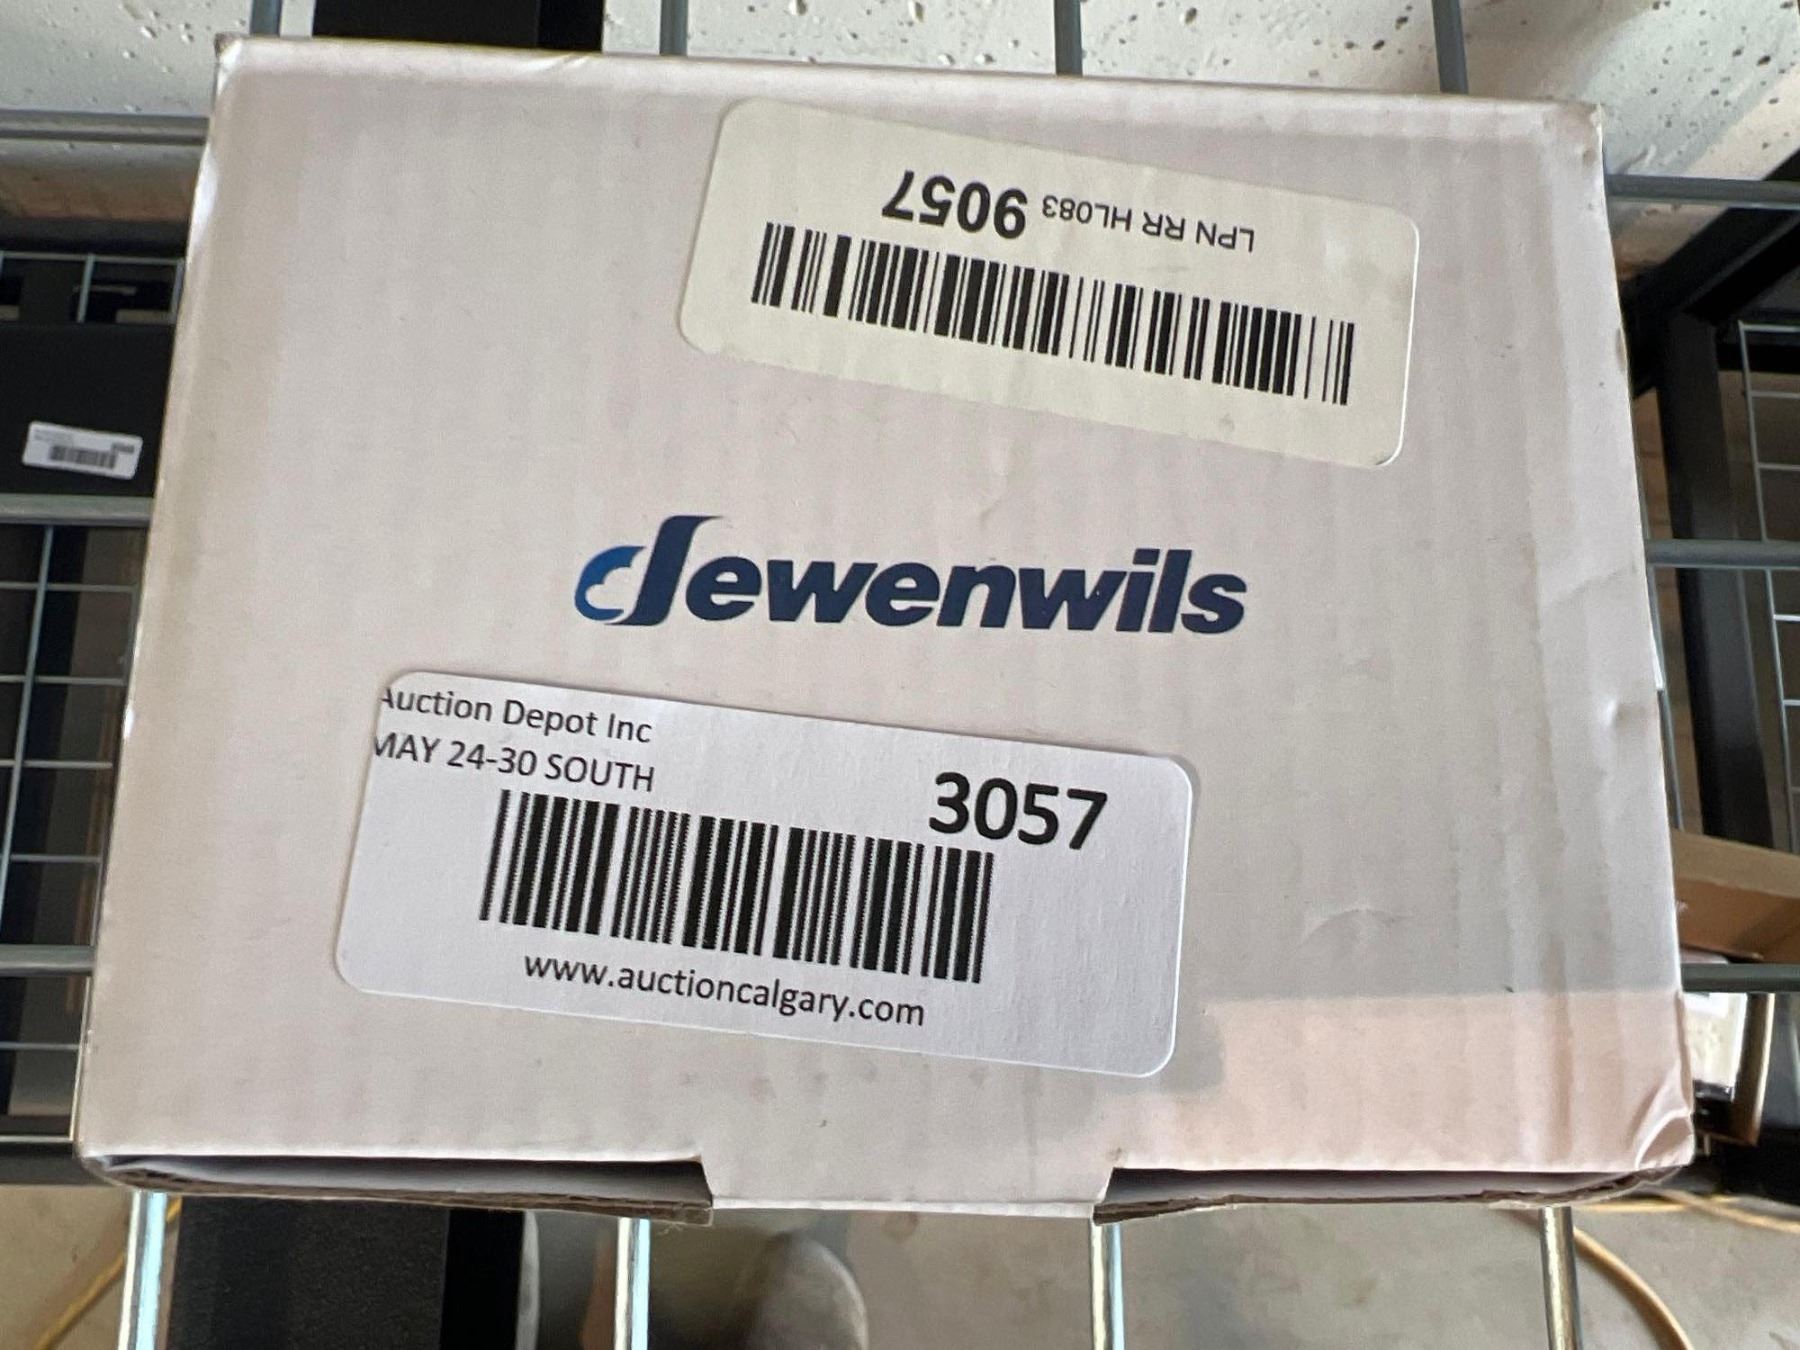 LPN RR HL083 9057
Dewenwils
Auction Depot Inc
MAY 24-30 SOUTH
3057
www.auctioncalgary.com